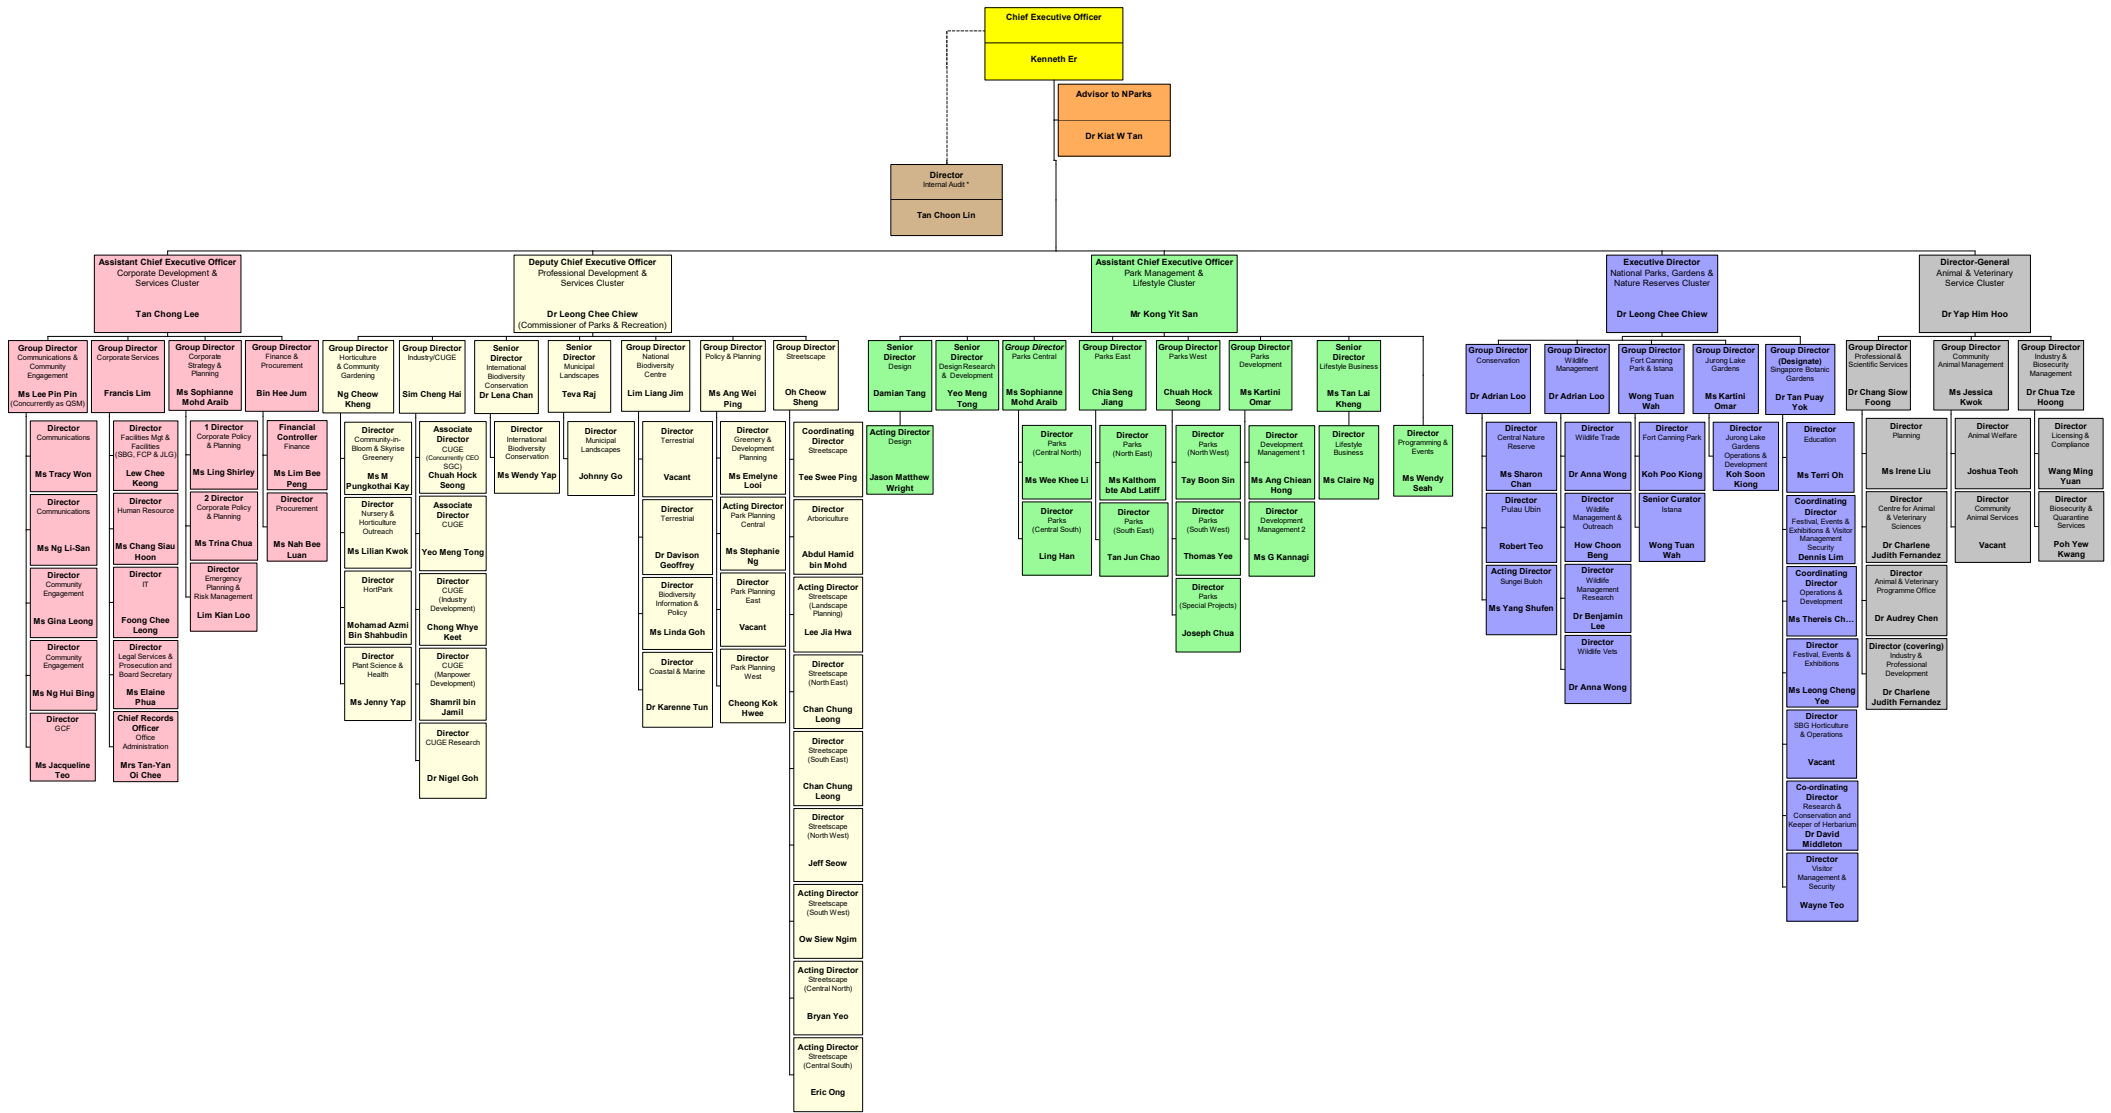 Chief Executive Officer
Kenneth Er
Advisor to NParks
Dr Kiat W Tan
Director
Internal Audit *
Tan Choon Lin
Assistant Chief Executive Officer
Corporate Development &
Services Cluster
Tan Chong Lee
Deputy Chief Executive Officer
Professional Development &
Services Cluster
Dr Leong Chee Chiew
(Commissioner of Parks & Recreation)
Assistant Chief Executive Officer
Park Management &
Lifestyle Cluster
Mr Kong Yit San
Executive Director
National Parks, Gardens &
Nature Reserves Cluster
Dr Leong Chee Chiew
Director-General
Animal & Veterinary
Service Cluster
Dr Yap Him Hoo
Group Director
Communications &
Community
Engagement
Ms Lee Pin Pin
(Concurrently as QSM)
Director
Communications
Ms Tracy Won
Director
Communications
Ms Ng Li-San
Director
Community
Engagement
Ms Gina Leong
Director
Community
Engagement
Ms Ng Hui Bing
Director
GCF
Ms Jacqueline
Teo
Group Director
Corporate Services
Francis Lim
Director
Facilities Mgt &
Facilities
(SBG, FCP & JLG)
Lew Chee
Keong
Director
Human Resource
Ms Chang Siau
Hoon
Director
IT
Foong Chee
Leong
Director
Legal Services &
Prosecution and
Board Secretary
Ms Elaine
Phua
Chief Records
Officer
Office
Administration
Mrs Tan-Yan
Oi Chee
Group Director
Corporate
Strategy &
Planning
Ms Sophianne
Mohd Araib
1 Director
Corporate Policy
& Planning
Ms Ling Shirley
2 Director
Corporate Policy
& Planning
Ms Trina Chua
Director
Emergency
Planning &
Risk Management
Lim Kian Loo
Group Director
Finance &
Procurement
Bin Hee Jum
Financial
Controller
Finance
Ms Lim Bee
Peng
Director
Procurement
Ms Nah Bee
Luan
Group Director
Horticulture
& Community
Gardening
Ng Cheow
Kheng
Director
Community-in-
Bloom & Skyrise
Greenery
Ms M
Pungkothai Kay
Director
Nursery &
Horticulture
Outreach
Ms Lilian Kwok
Director
HortPark
Mohamad Azmi
Bin Shahbudin
Director
Plant Science &
Health
Ms Jenny Yap
Group Director
Industry/CUGE
Sim Cheng Hai
Associate
Director
CUGE
(Concurrently CEO
SGC)
Chuah Hock
Seong
Associate
Director
CUGE
Yeo Meng Tong
Director
CUGE
(Industry
Development)
Chong Whye
Keet
Director
CUGE
(Manpower
Development)
Shamril bin
Jamil
Director
CUGE Research
Dr Nigel Goh
Senior
Director
International
Biodiversity
Conservation
Dr Lena Chan
Director
International
Biodiversity
Conservation
Ms Wendy Yap
Senior
Director
Municipal
Landscapes
Teva Raj
Director
Municipal
Landscapes
Johnny Go
Group Director
National
Biodiversity
Centre
Lim Liang Jim
Director
Terrestrial
Vacant
Director
Terrestrial
Dr Davison
Geoffrey
Director
Biodiversity
Information &
Policy
Ms Linda Goh
Director
Coastal & Marine
Dr Karenne Tun
Group Director
Policy & Planning
Ms Ang Wei
Ping
Director
Greenery &
Development
Planning
Ms Emelyne
Looi
Acting Director
Park Planning
Central
Ms Stephanie
Ng
Director
Park Planning
East
Vacant
Director
Park Planning
West
Cheong Kok
Hwee
Group Director
Streetscape
Oh Cheow
Sheng
Coordinating
Director
Streetscape
Tee Swee Ping
Director
Arboriculture
Abdul Hamid
bin Mohd
Acting Director
Streetscape
(Landscape
Planning)
Lee Jia Hwa
Director
Streetscape
(North East)
Chan Chung
Leong
Director
Streetscape
(South East)
Chan Chung
Leong
Director
Streetscape
(North West)
Jeff Seow
Acting Director
Streetscape
(South West)
Ow Siew Ngim
Acting Director
Streetscape
(Central North)
Bryan Yeo
Acting Director
Streetscape
(Central South)
Eric Ong
Senior
Director
Design
Damian Tang
Acting Director
Design
Jason Matthew
Wright
Senior
Director
Design Research
& Development
Yeo Meng
Tong
Group Director
Parks Central
Ms Sophianne
Mohd Araib
Director
Parks
(Central North)
Ms Wee Khee Li
Director
Parks
(Central South)
Ling Han
Group Director
Parks East
Chia Seng
Jiang
Director
Parks
(North East)
Ms Kalthom
bte Abd Latiff
Director
Parks
(South East)
Tan Jun Chao
Group Director
Parks West
Chuah Hock
Seong
Director
Parks
(North West)
Tay Boon Sin
Director
Parks
(South West)
Thomas Yee
Director
Parks
(Special Projects)
Joseph Chua
Group Director
Parks
Development
Ms Kartini
Omar
Director
Development
Management 1
Ms Ang Chiean
Hong
Director
Development
Management 2
Ms G Kannagi
Senior
Director
Lifestyle Business
Ms Tan Lai
Kheng
Director
Lifestyle
Business
Ms Claire Ng
Director
Programming &
Events
Ms Wendy
Seah
Group Director
Conservation
Dr Adrian Loo
Director
Central Nature
Reserve
Ms Sharon
Chan
Director
Pulau Ubin
Robert Teo
Acting Director
Sungei Buloh
Ms Yang Shufen
Group Director
Wildlife
Management
Dr Adrian Loo
Director
Wildlife Trade
Dr Anna Wong
Director
Wildlife
Management &
Outreach
How Choon
Beng
Director
Wildlife
Management
Research
Dr Benjamin
Lee
Director
Wildlife Vets
Dr Anna Wong
Group Director
Fort Canning
Park & Istana
Wong Tuan
Wah
Director
Fort Canning Park
Koh Poo Kiong
Senior Curator
Istana
Wong Tuan
Wah
Group Director
Jurong Lake
Gardens
Ms Kartini
Omar
Director
Jurong Lake
Gardens
Operations &
Development
Koh Soon
Kiong
Group Director
(Designate)
Singapore Botanic
Gardens
Dr Tan Puay
Yok
Director
Education
Ms Terri Oh
Coordinating
Director
Festival, Events &
Exhibitions & Visitor
Management
Security
Dennis Lim
Coordinating
Director
Operations &
Development
Ms Thereis Ch...
Director
Festival, Events &
Exhibitions
Ms Leong Cheng
Yee
Director
SBG Horticulture
& Operations
Vacant
Co-ordinating
Director
Research &
Conservation and
Keeper of Herbarium
Dr David
Middleton
Director
Visitor
Management &
Security
Wayne Teo
Group Director
Professional &
Scientific Services
Dr Chang Siow
Foong
Director
Planning
Ms Irene Liu
Director
Centre for Animal
& Veterinary
Sciences
Dr Charlene
Judith Fernandez
Director
Animal & Veterinary
Programme Office
Dr Audrey Chen
Director (covering)
Industry &
Professional
Development
Dr Charlene
Judith Fernandez
Group Director
Community
Animal Management
Ms Jessica
Kwok
Director
Animal Welfare
Joshua Teoh
Director
Community
Animal Services
Vacant
Group Director
Industry &
Biosecurity
Management
Dr Chua Tze
Hoong
Director
Licensing &
Compliance
Wang Ming
Yuan
Director
Biosecurity &
Quarantine
Services
Poh Yew
Kwang